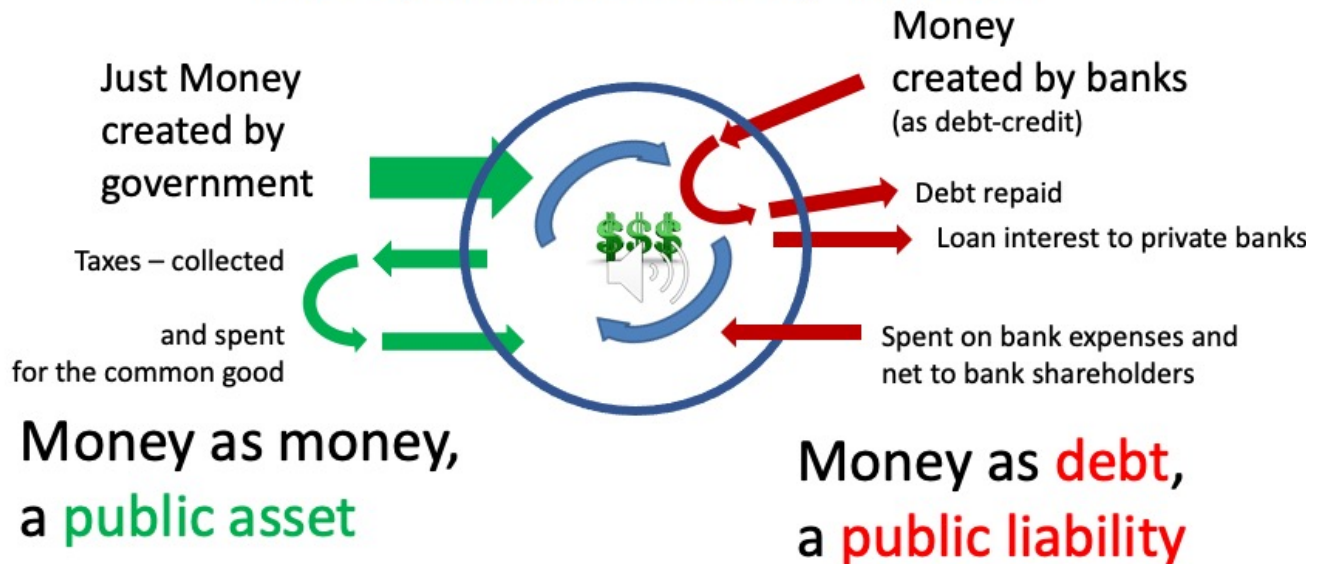 Just Money
created by
government
Taxes – collected
and spent
for the common good
Money as money,
a public asset
$$$
Money
created by banks
(as debt-credit)
Debt repaid
Loan interest to private banks
Spent on bank expenses and
net to bank shareholders
Money as debt,
a public liability